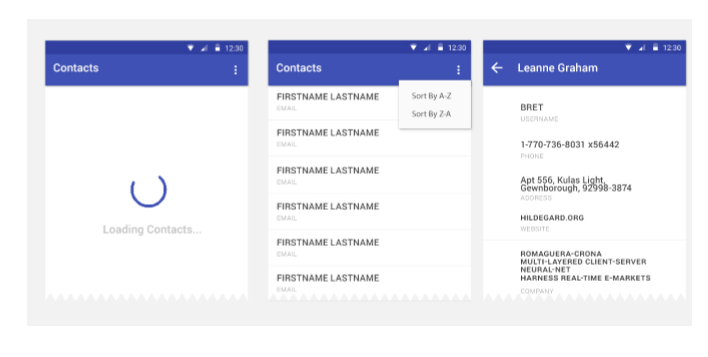 12:30
Contacts
Loading Contacts...
12:30
Contacts
Sort By A-Z
Sort By Z-A
FIRSTNAME LASTNAME
EMAIL
FIRSTNAME LASTNAME
EMAIL
FIRSTNAME LASTNAME
EMAIL
FIRSTNAME LASTNAME
EMAIL
FIRSTNAME LASTNAME
EMAIL
FIRSTNAME LASTNAME
EMAIL
12:30
Leanne Graham
BRET
USERNAME
1-770-736-8031 x56442
PHONE
Apt 556, Kulas Light,
Gewnborough, 92998-3874
ADDRESS
HILDEGARD.ORG
WEBSITE
ROMAGUERA-CRONA
MULTI-LAYERED CLIENT-SERVER
NEURAL-NET
HARNESS REAL-TIME E-MARKETS
COMPANY